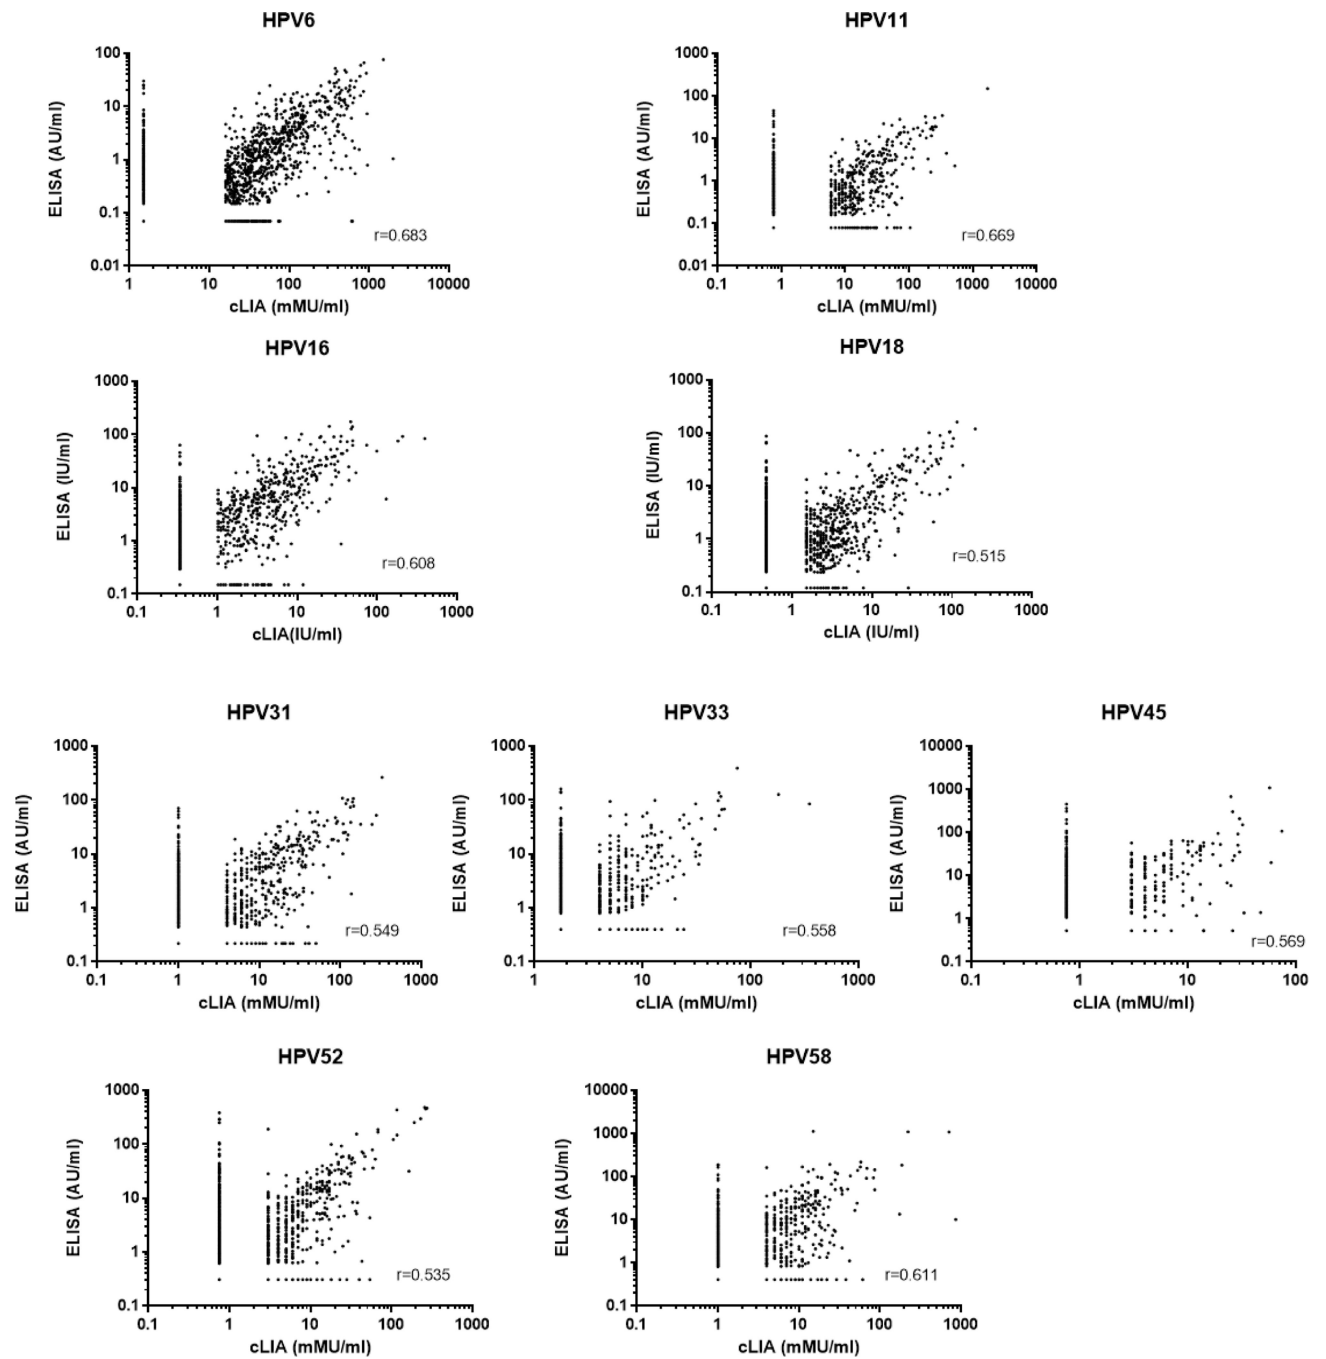 HPV6
100
10
1
0.1
0.01
ELISA (AU/ml)
r=0.683
1 10 100 1000 10000
cLIA (mMU/ml)
HPV11
1000
100
10
1
0.1
0.01
ELISA (AU/ml)
r=0.669
0.1 1 10 100 1000 10000
cLIA (mMU/ml)
HPV16
1000
100
10
1
0.1
ELISA (IU/ml)
r=0.608
0.1 1 10 100 1000
cLIA(IU/ml)
HPV18
1000
100
10
1
0.1
ELISA (IU/ml)
r=0.515
0.1 1 10 100 1000
cLIA (IU/ml)
HPV31
1000
100
10
1
0.1
ELISA (AU/ml)
r=0.549
0.1 1 10 100 1000
cLIA (mMU/ml)
HPV33
1000
100
10
1
0.1
ELISA (AU/ml)
r=0.558
1 10 100 1000
cLIA (mMU/ml)
HPV45
10000
1000
100
10
1
0.1
ELISA (AU/ml)
r=0.569
0.1 1 10 100
cLIA (mMU/ml)
HPV52
1000
100
10
1
0.1
ELISA (AU/ml)
r=0.535
0.1 1 10 100 1000
cLIA (mMU/ml)
HPV58
10000
1000
100
10
1
0.1
ELISA (AU/ml)
r=0.611
0.1 1 10 100 1000
cLIA (mMU/ml)